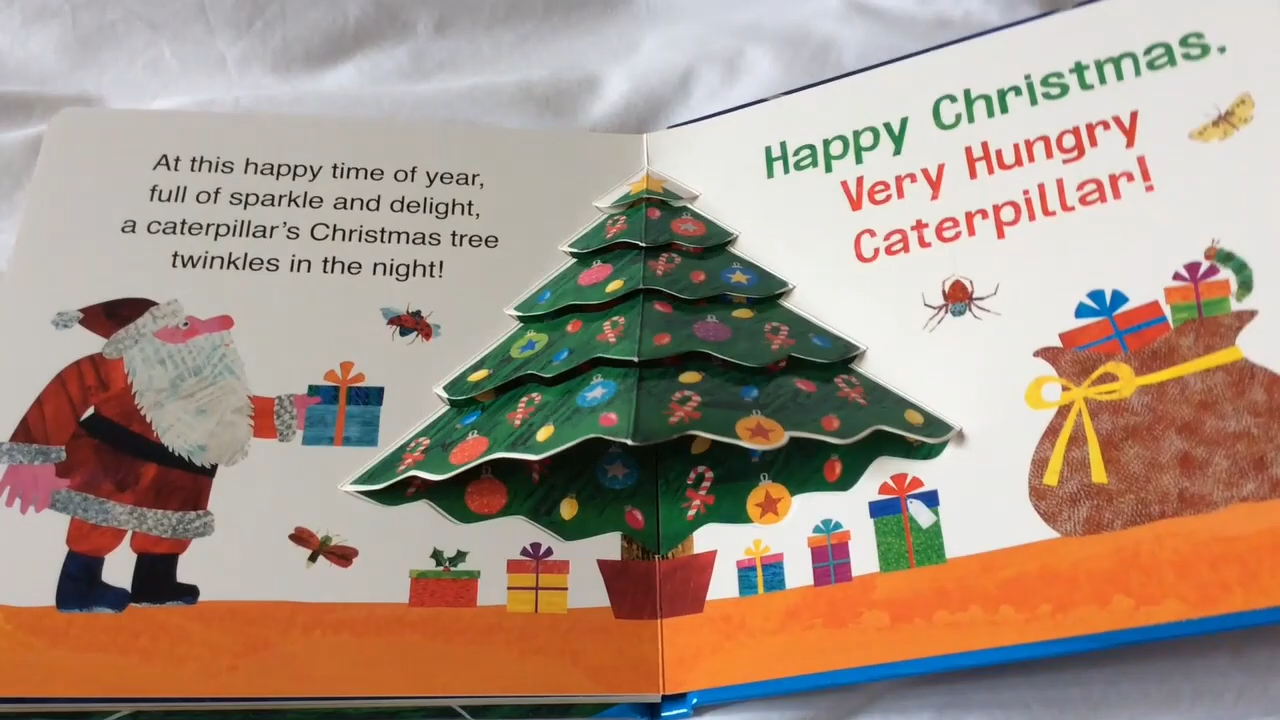 At this happy time of year,
full of sparkle and delight,
a caterpillar's Christmas tree
twinkles in the night!
Happy Christmas,
Very Hungry
Caterpillar!